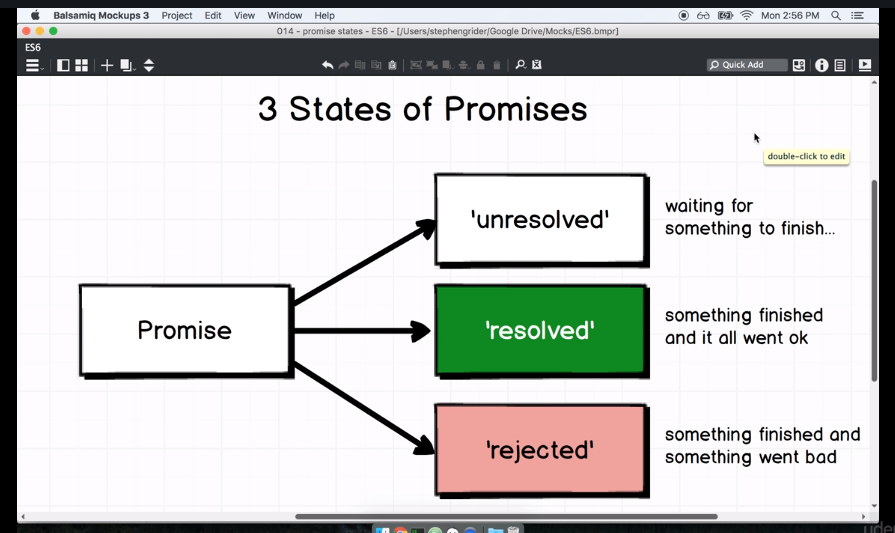 Balsamiq Mockups 3 Project Edit View Window Help Mon 2:56 PM
014 - promise states - ES6 - [/Users/stephengrider/Google Drive/Mocks/ES6.bmpr]
ES6
Quick Add
3 States of Promises
double-click to edit
'unresolved'
waiting for
something to finish...
Promise
'resolved'
something finished
and it all went ok
'rejected'
something finished and
something went bad